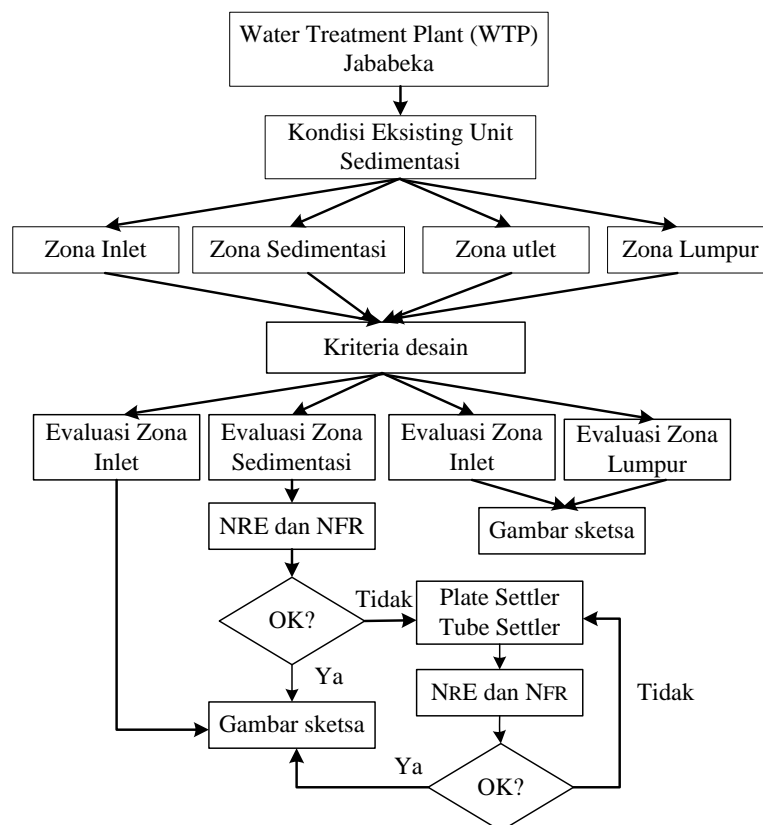 Water Treatment Plant (WTP)
Jababeka
Kondisi Eksisting Unit
Sedimentasi
Zona Inlet
Zona Sedimentasi
Zona utlet
Zona Lumpur
Kriteria desain
Evaluasi Zona
Inlet
Evaluasi Zona
Sedimentasi
Evaluasi Zona
Inlet
Evaluasi Zona
Lumpur
NRE dan NFR
Gambar sketsa
OK?
Tidak
Plate Settler
Tube Settler
Ya
NRE dan NFR
Tidak
Gambar sketsa
Ya
OK?